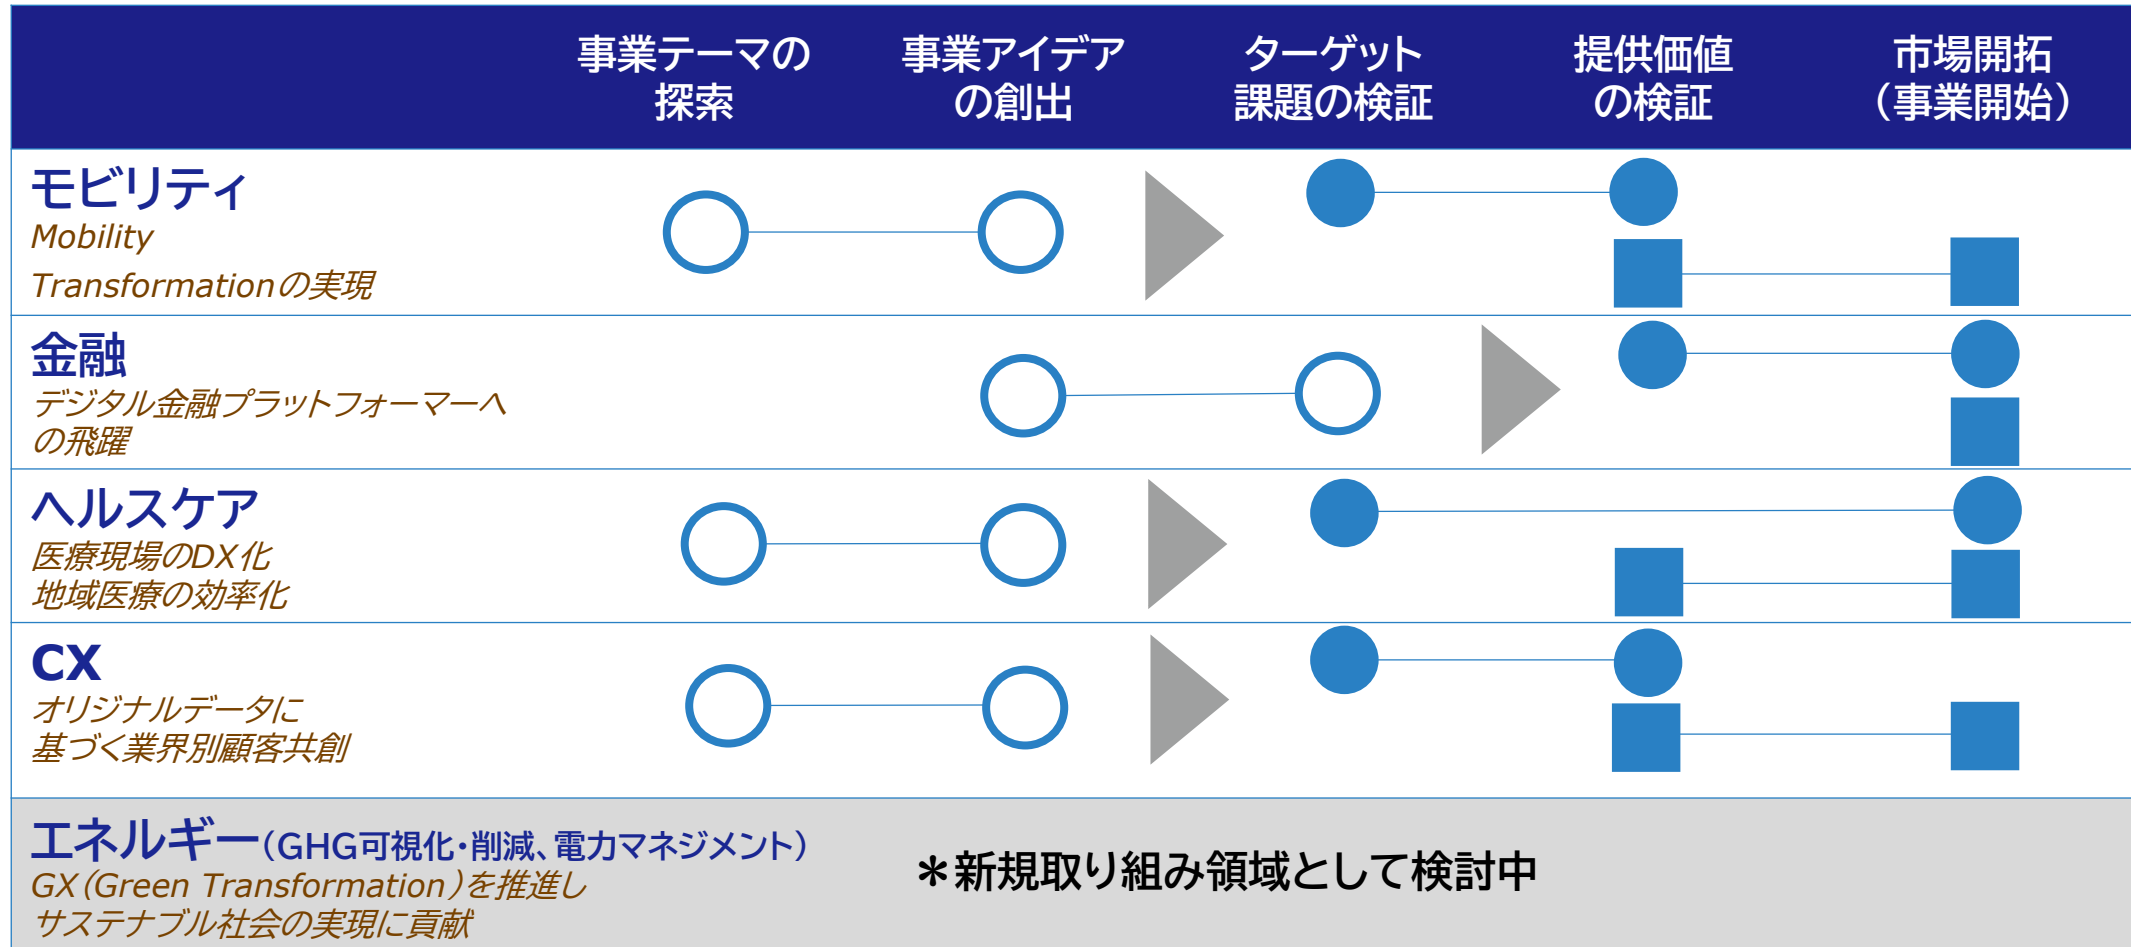 事業テーマの
探索
事業アイデア
の創出
ターゲット
課題の検証
提供価値
の検証
市場開拓
（事業開始）
モビリティ
Mobility
Transformationの実現
金融
デジタル金融プラットフォーマーへ
の飛躍
ヘルスケア
医療現場のDX化
地域医療の効率化
CX
オリジナルデータに
基づく業界別顧客共創
エネルギー（GHG可視化・削減、電力マネジメント）
GX（Green Transformation）を推進し
サステナブル社会の実現に貢献
＊新規取り組み領域として検討中